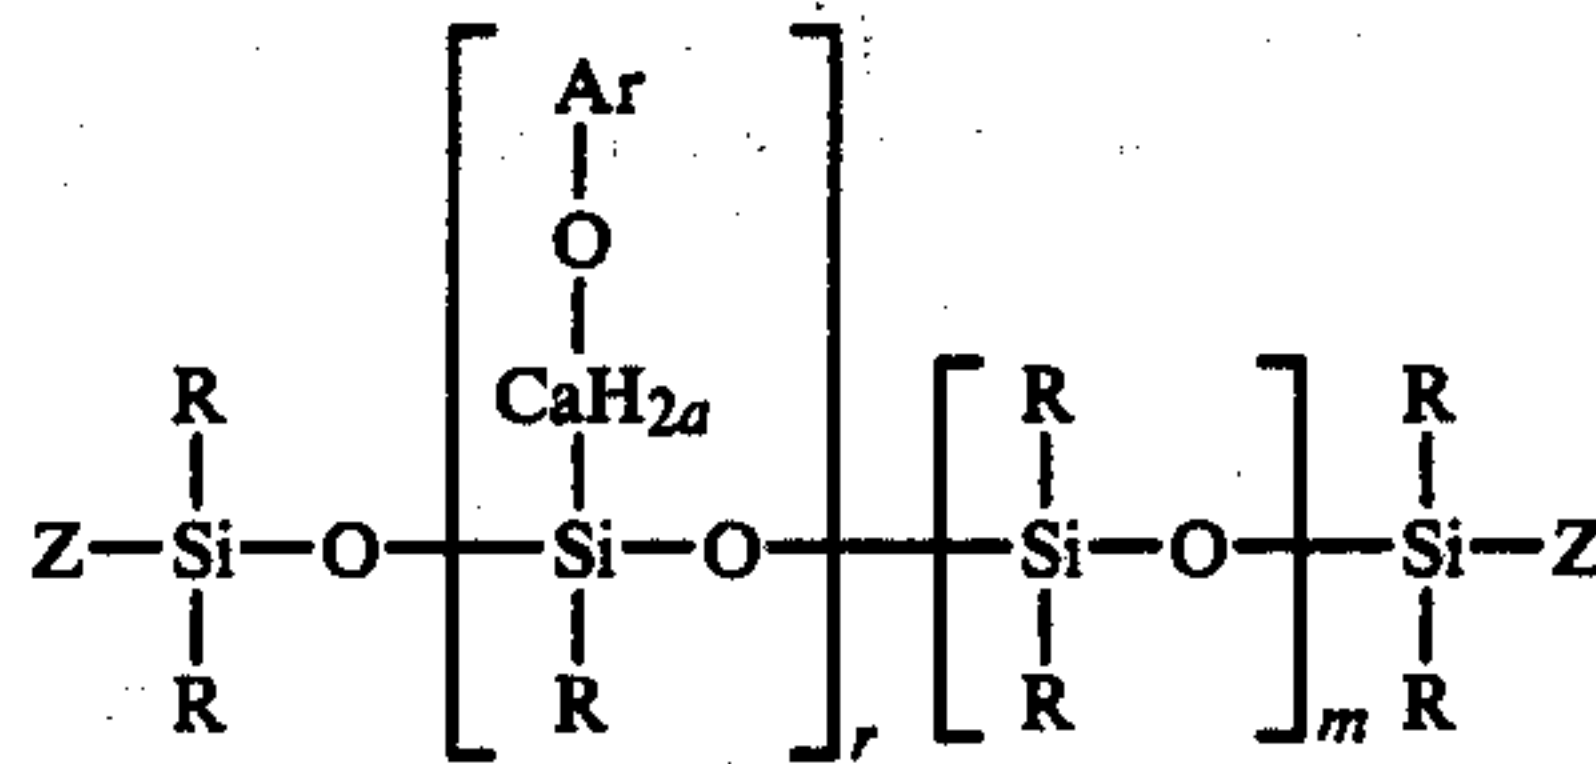 Ar
O
R CaH2a R R
Z—Si—O—Si—O—Si—O—Si—Z
R R r R m R